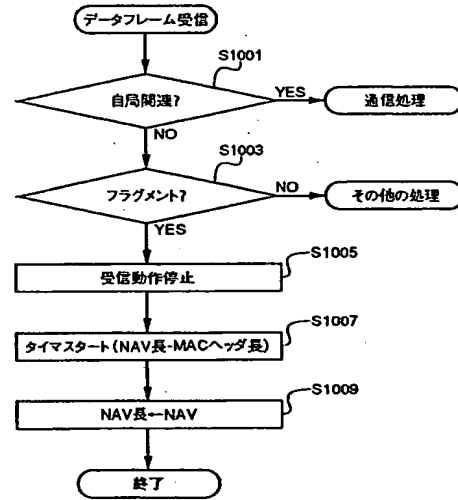 データフレーム受信
S1001
自局関連?
YES
通信処理
NO
S1003
フラグメント?
NO
その他の処理
YES
S1005
受信動作停止
S1007
タイマスタート(NAV長-MACヘッダ長)
S1009
NAV長←NAV
終了